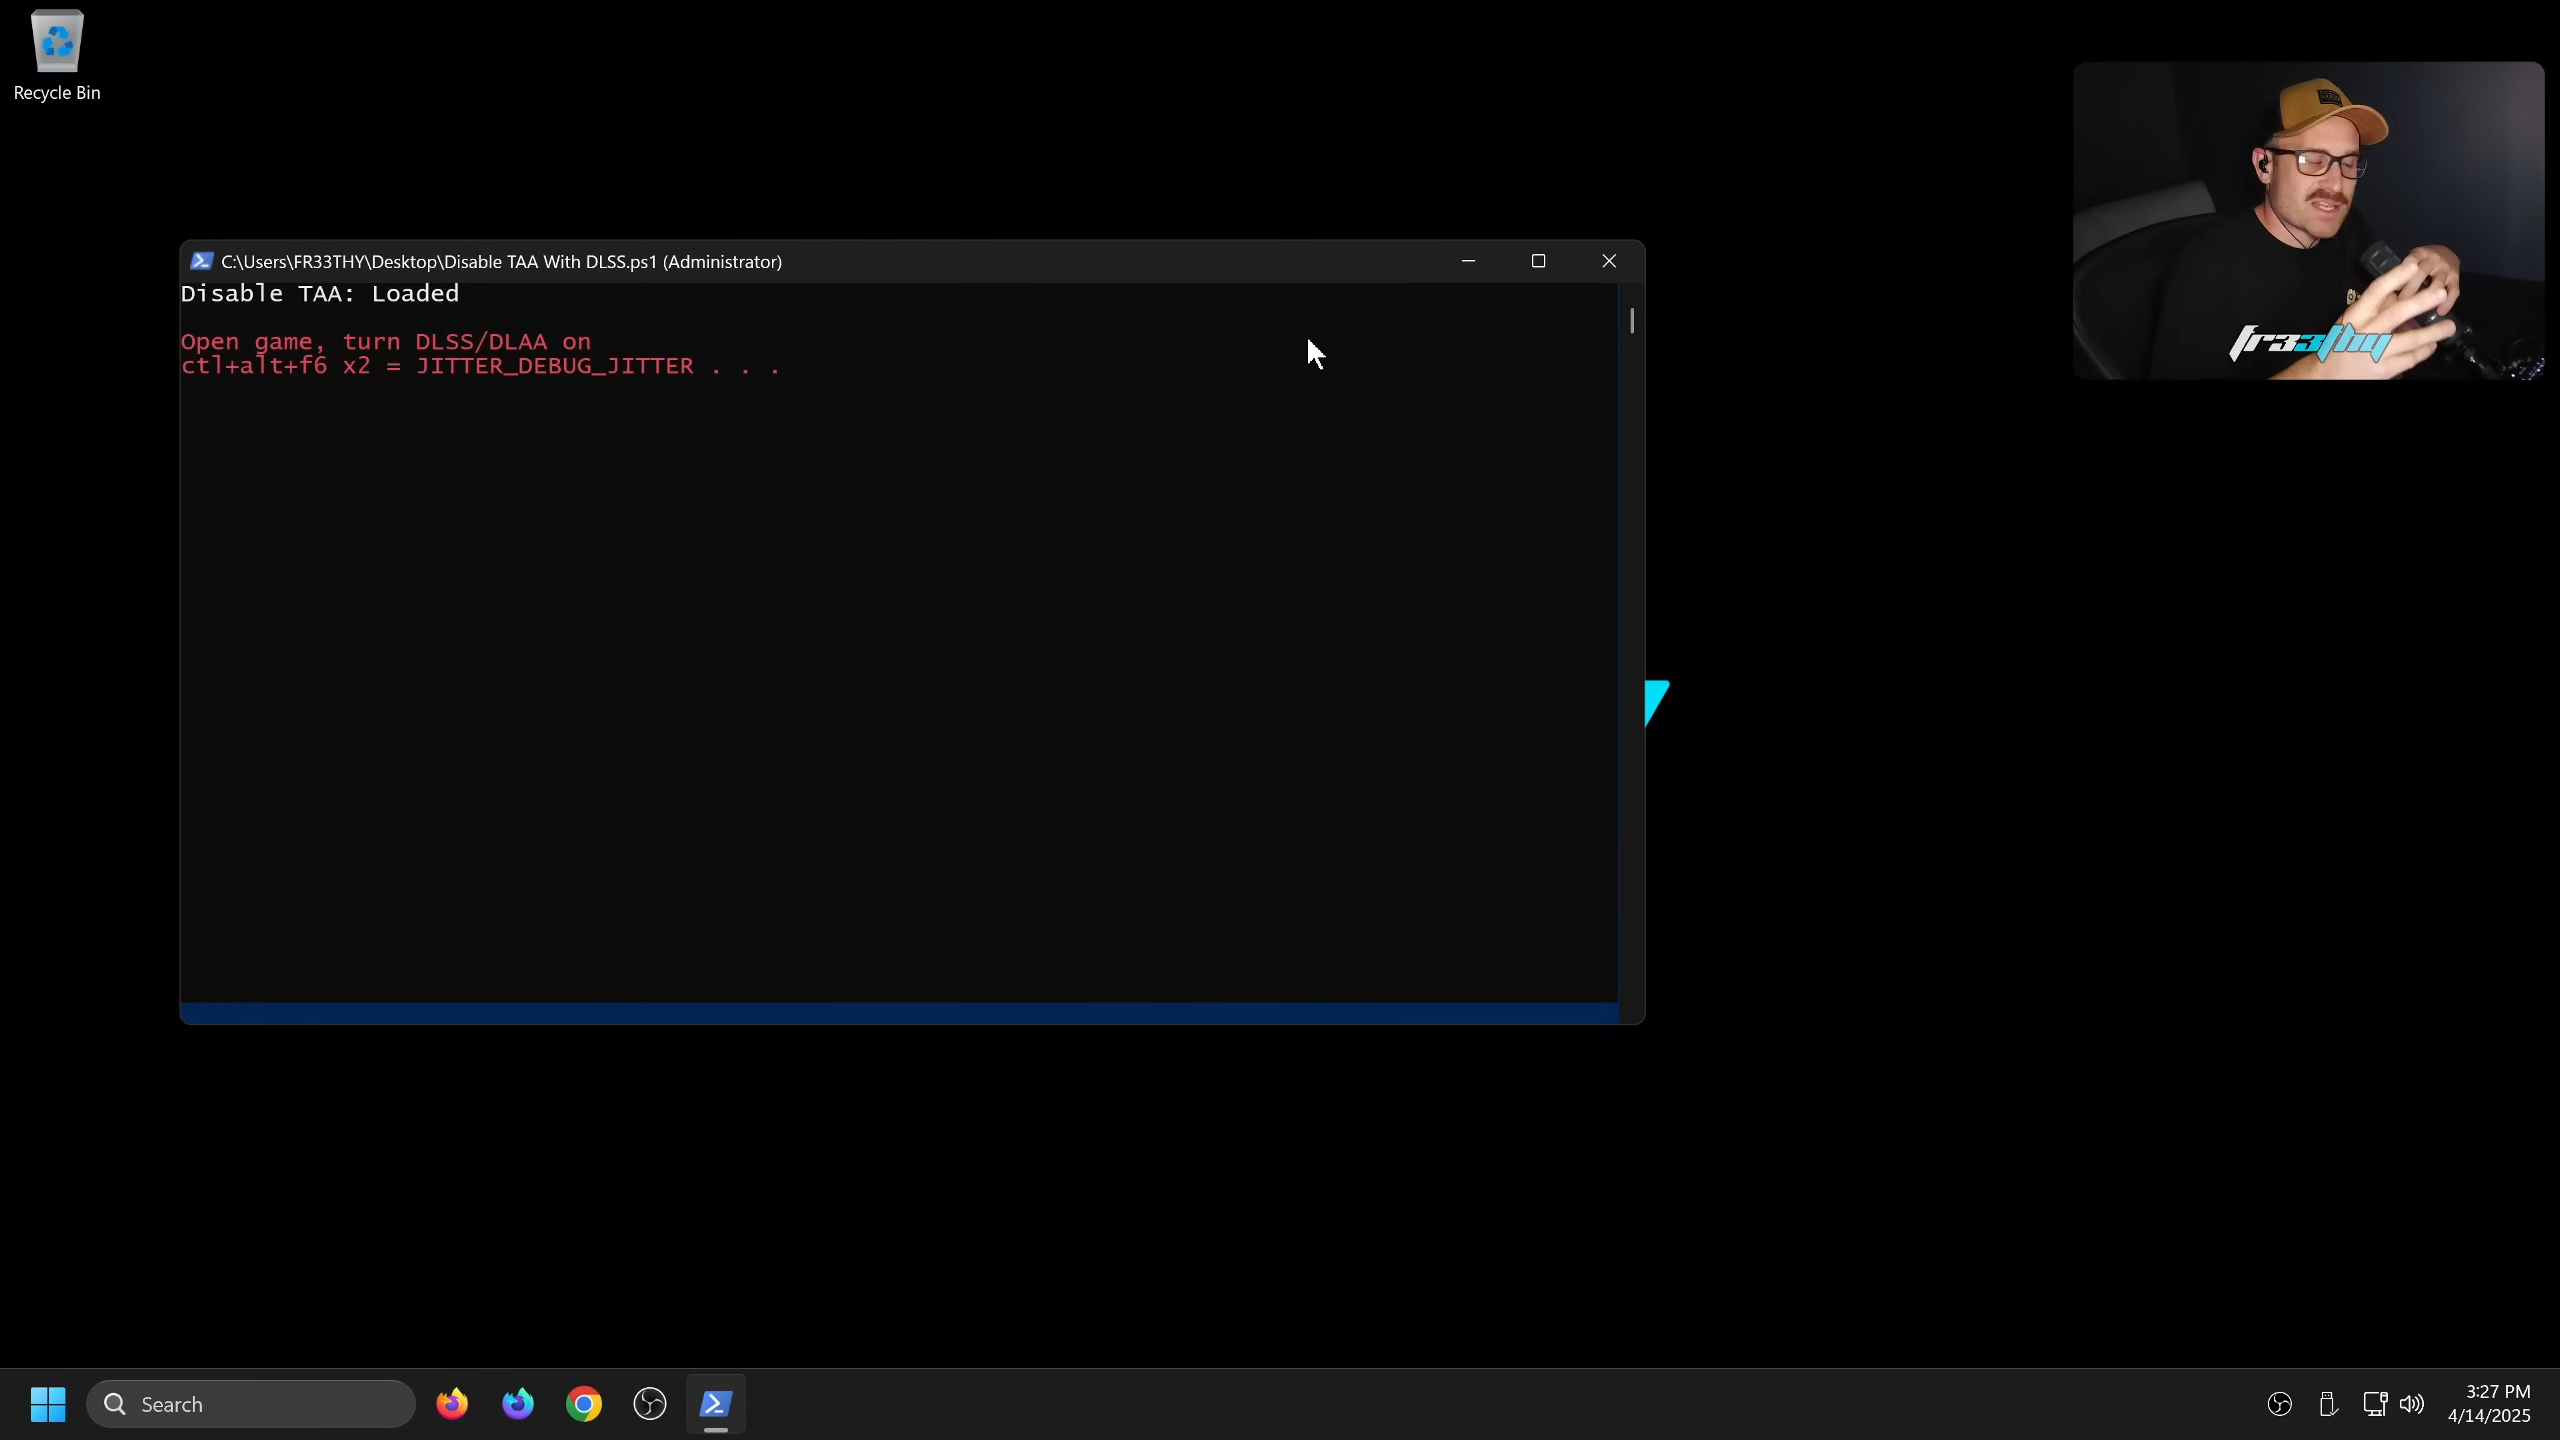 Recycle Bin
C:\Users\FR33THY\Desktop\Disable TAA With DLSS.ps1 (Administrator)
Disable TAA: Loaded
Open game, turn DLSS/DLAA on
ctl+alt+f6 x2 = JITTER_DEBUG_JITTER . . .
fr33thy
Search
3:27 PM
4/14/2025